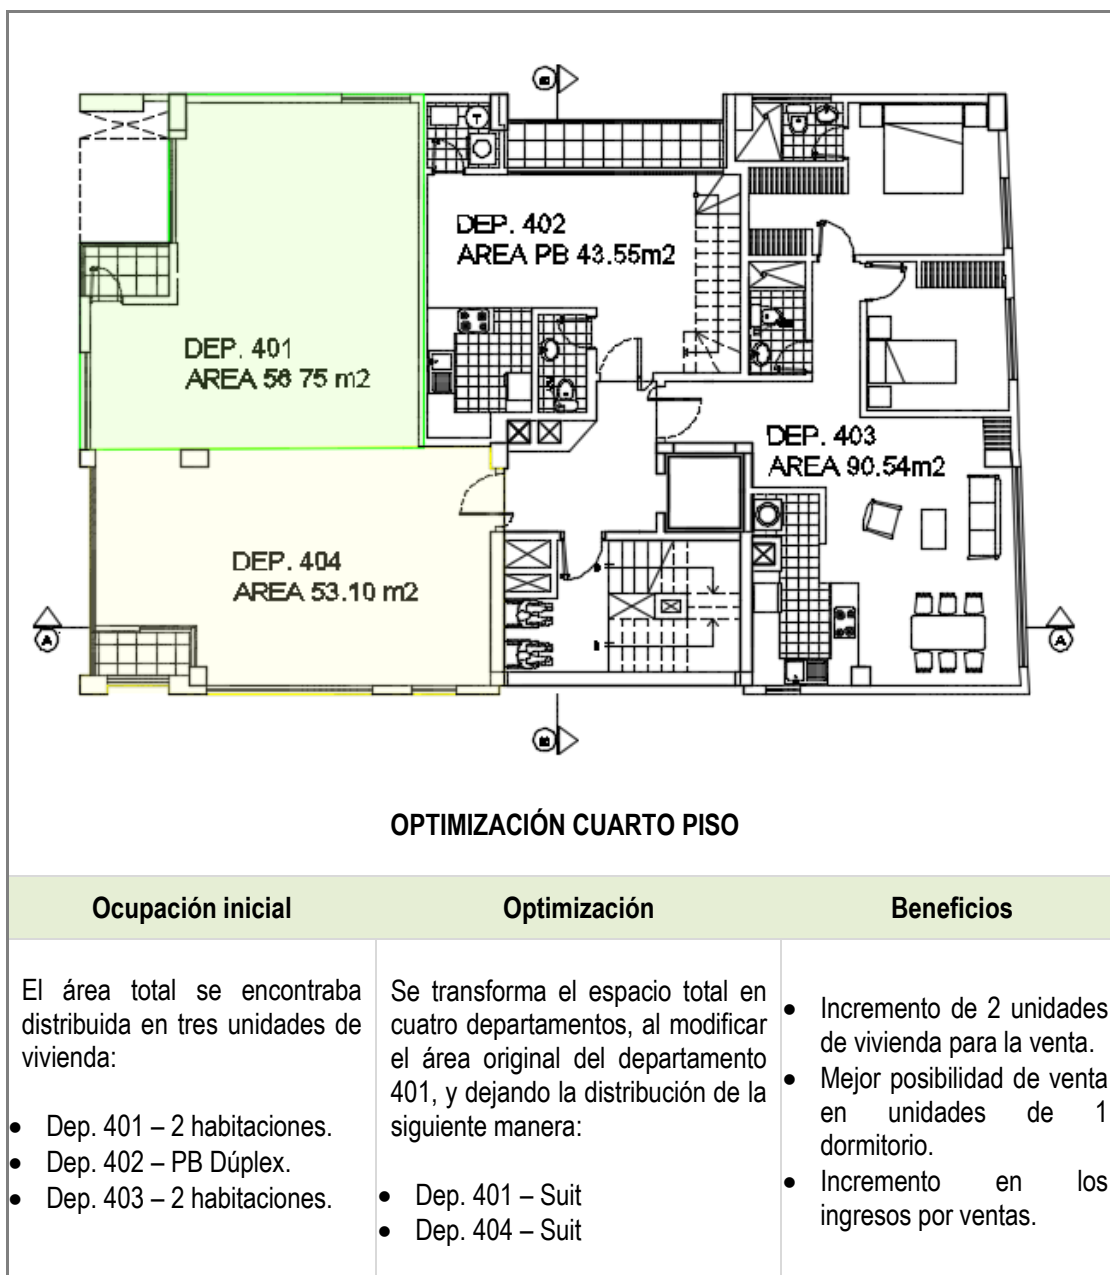 B
DEP. 402
AREA PB 43.55m2
DEP. 401
AREA 56 75 m2
DEP. 403
AREA 90.54m2
DEP. 404
AREA 53.10 m2
A
A
B
OPTIMIZACIÓN CUARTO PISO
Ocupación inicial
El área total se encontraba
distribuida en tres unidades de
vivienda:
• Dep. 401 – 2 habitaciones.
• Dep. 402 – PB Dúplex.
• Dep. 403 – 2 habitaciones.
Optimización
Se transforma el espacio total en
cuatro departamentos, al modificar
el área original del departamento
401, y dejando la distribución de la
siguiente manera:
• Dep. 401 – Suit
• Dep. 404 – Suit
Beneficios
• Incremento de 2 unidades
de vivienda para la venta.
• Mejor posibilidad de venta
en unidades de 1
dormitorio.
• Incremento en los
ingresos por ventas.